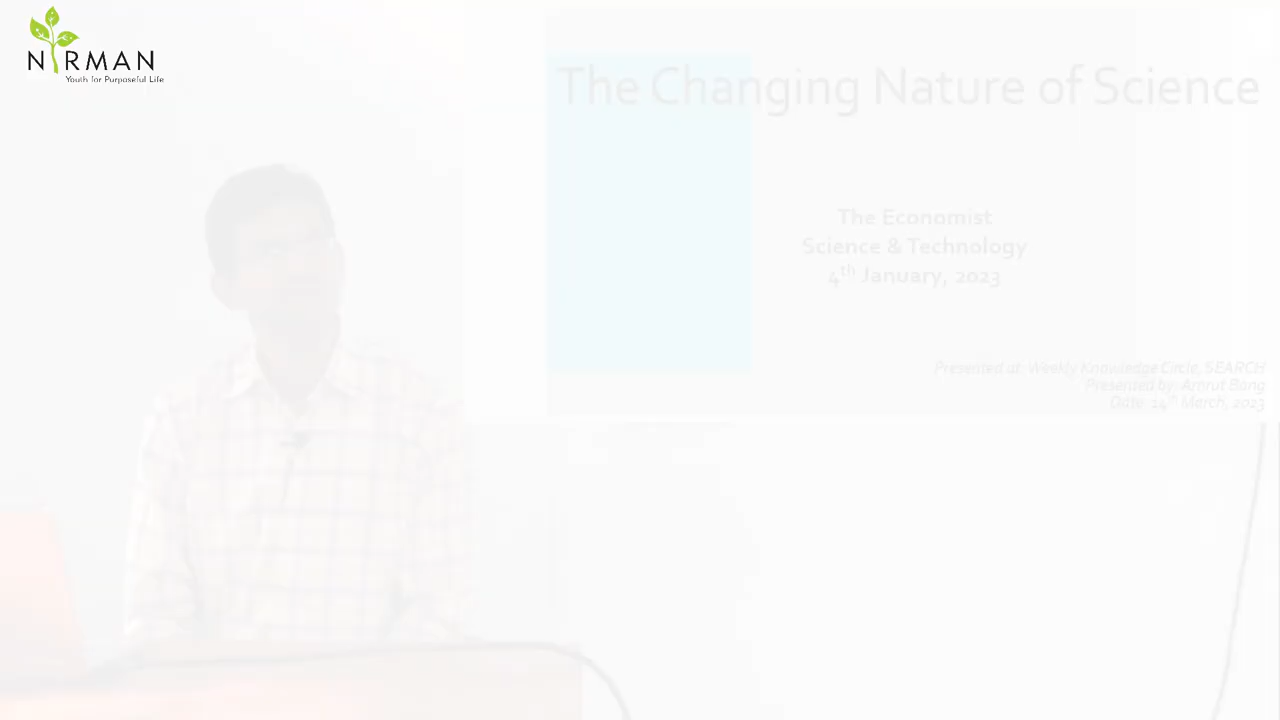 NIRMAN
Youth for Purposeful Life
The Changing Nature of Science
The Economist
Science & Technology
4th January, 2023
Presented at: Weekly Knowledge Circle, SEARCH
Presented by: Amrut Bang
Date: 14th March, 2023